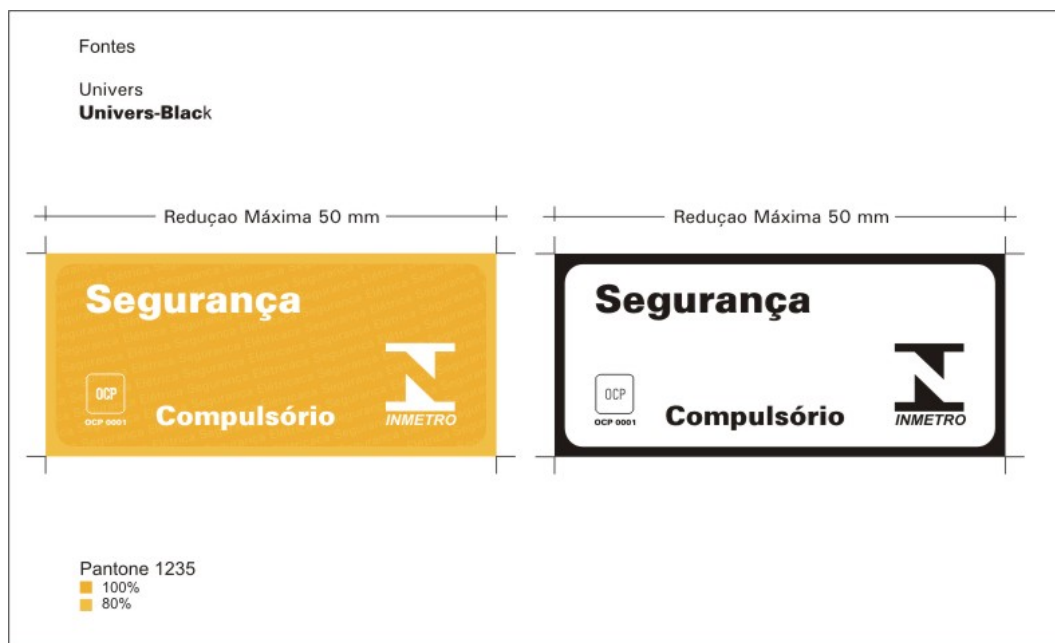 Fontes
Univers
Univers-Black
Reduçao Máxima 50 mm
Reduçao Máxima 50 mm
Segurança
OCP
OCP 0001
Compulsório
INMETRO
Segurança
OCP
OCP 0001
Compulsório
INMETRO
Pantone 1235
100%
80%